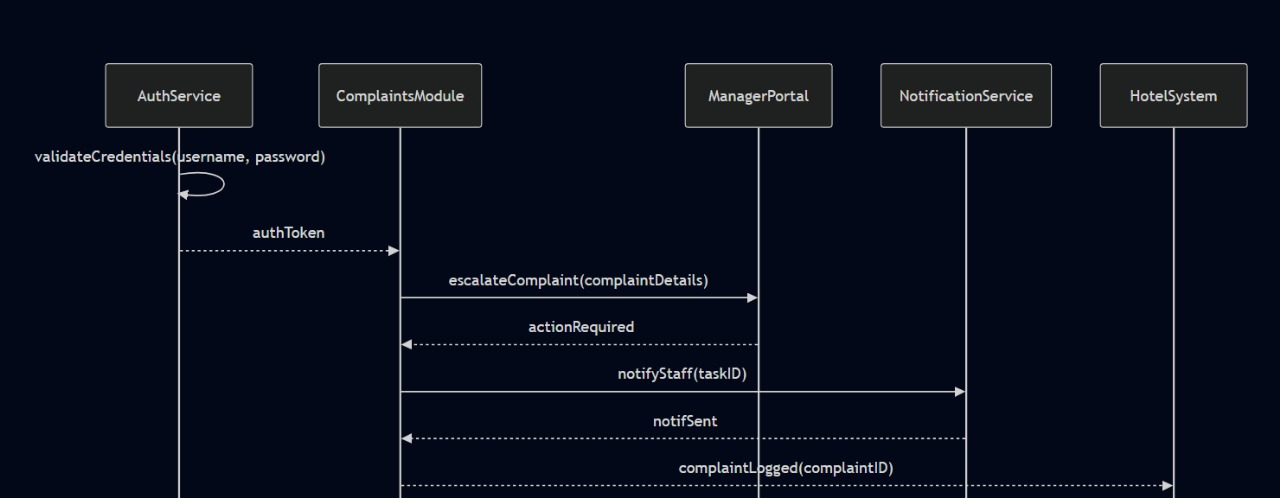 AuthService
ComplaintsModule
ManagerPortal
NotificationService
HotelSystem
validateCredentials(username, password)
authToken
escalateComplaint(complaintDetails)
actionRequired
notifyStaff(taskID)
notifSent
complaintLogged(complaintID)